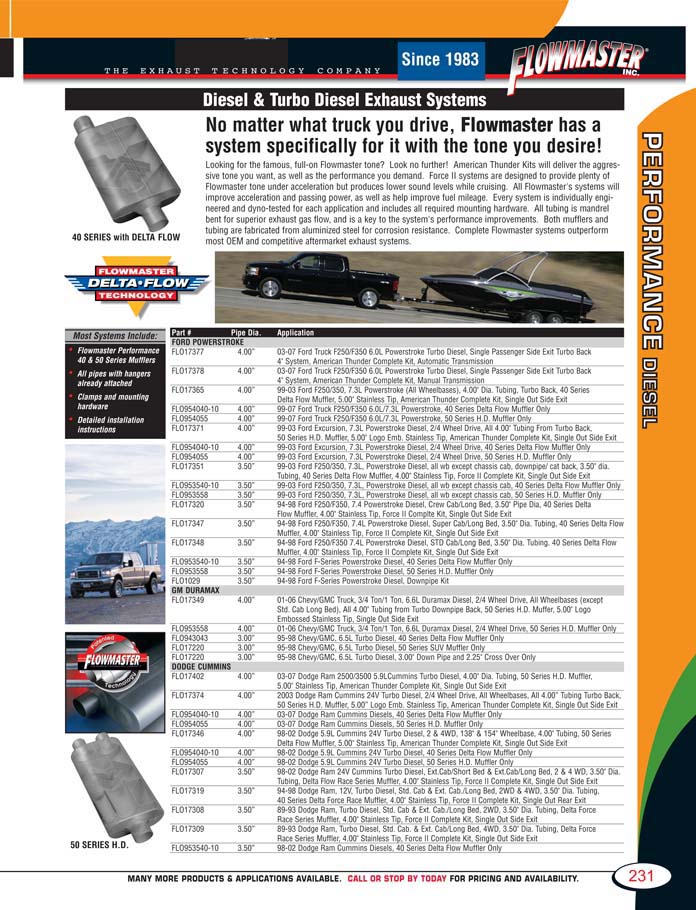 THE EXHAUST TECHNOLOGY COMPANY
Since 1983
FLOWMASTER®
INC.
Diesel & Turbo Diesel Exhaust Systems
No matter what truck you drive, Flowmaster has a
system specifically for it with the tone you desire!
Looking for the famous, full-on Flowmaster tone? Look no further! American Thunder Kits will deliver the aggres-
sive tone you want, as well as the performance you demand. Force II systems are designed to provide plenty of
Flowmaster tone under acceleration but produces lower sound levels while cruising. All Flowmaster's systems will
improve acceleration and passing power, as well as help improve fuel mileage. Every system is individually engi-
neered and dyno-tested for each application and includes all required mounting hardware. All tubing is mandrel
bent for superior exhaust gas flow, and is a key to the system's performance improvements. Both mufflers and
tubing are fabricated from aluminized steel for corrosion resistance. Complete Flowmaster systems outperform
most OEM and competitive aftermarket exhaust systems.
40 SERIES with DELTA FLOW
FLOWMASTER
DELTA•FLOW
TECHNOLOGY
Most Systems Include:
• Flowmaster Performance
40 & 50 Series Mufflers
• All pipes with hangers
already attached
• Clamps and mounting
hardware
• Detailed installation
instructions
Part # Pipe Dia. Application
FORD POWERSTROKE
FLO17377 4.00" 03-07 Ford Truck F250/F350 6.0L Powerstroke Turbo Diesel, Single Passenger Side Exit Turbo Back
4" System, American Thunder Complete Kit, Automatic Transmission
FLO17378 4.00" 03-07 Ford Truck F250/F350 6.0L Powerstroke Turbo Diesel, Single Passenger Side Exit Turbo Back
4" System, American Thunder Complete Kit, Manual Transmission
FLO17365 4.00" 99-03 Ford F250/350, 7.3L Powerstroke (All Wheelbases), 4.00" Dia. Tubing, Turbo Back, 40 Series
Delta Flow Muffler, 5.00" Stainless Tip, American Thunder Complete Kit, Single Out Side Exit
FLO954040-10 4.00" 99-07 Ford Truck F250/F350 6.0L/7.3L Powerstroke, 40 Series Delta Flow Muffler Only
FLO954055 4.00" 99-07 Ford Truck F250/F350 6.0L/7.3L Powerstroke, 50 Series H.D. Muffler Only
FLO17371 4.00" 99-03 Ford Excursion, 7.3L Powerstroke Diesel, 2/4 Wheel Drive, All 4.00" Tubing From Turbo Back,
50 Series H.D. Muffler, 5.00" Logo Emb. Stainless Tip, American Thunder Complete Kit, Single Out Side Exit
FLO954040-10 4.00" 99-03 Ford Excursion, 7.3L Powerstroke Diesel, 2/4 Wheel Drive, 40 Series Delta Flow Muffler Only
FLO954055 4.00" 99-03 Ford Excursion, 7.3L Powerstroke Diesel, 2/4 Wheel Drive, 50 Series H.D. Muffler Only
FLO17351 3.50" 99-03 Ford F250/350, 7.3L, Powerstroke Diesel, all wb except chassis cab, downpipe/ cat back, 3.50" dia.
Tubing, 40 Series Delta Flow Muffler, 4.00" Stainless Tip, Force II Complete Kit, Single Out Side Exit
FLO953540-10 3.50" 99-03 Ford F250/350, 7.3L, Powerstroke Diesel, all wb except chassis cab, 40 Series Delta Flow Muffler Only
FLO953558 3.50" 99-03 Ford F250/350, 7.3L, Powerstroke Diesel, all wb except chassis cab, 50 Series H.D. Muffler Only
FLO17320 3.50" 94-98 Ford F250/F350, 7.4 Powerstroke Diesel, Crew Cab/Long Bed, 3.50" Pipe Dia, 40 Series Delta
Flow Muffler, 4.00" Stainless Tip, Force II Complte Kit, Single Out Side Exit
FLO17347 3.50" 94-98 Ford F250/F350, 7.4L Powerstroke Diesel, Super Cab/Long Bed, 3.50" Dia. Tubing, 40 Series Delta Flow
Muffler, 4.00" Stainless Tip, Force II Complete Kit, Single Out Side Exit
FLO17348 3.50" 94-98 Ford F250/F350 7.4L Powerstroke Diesel, STD Cab/Long Bed, 3.50" Dia. Tubing, 40 Series Delta Flow
Muffler, 4.00" Stainless Tip, Force II Complete Kit, Single Out Side Exit
FLO953540-10 3.50" 94-98 Ford F-Series Powerstroke Diesel, 40 Series Delta Flow Muffler Only
FLO953558 3.50" 94-98 Ford F-Series Powerstroke Diesel, 50 Series H.D. Muffler Only
FLO1029 3.50" 94-98 Ford F-Series Powerstroke Diesel, Downpipe Kit
GM DURAMAX
FLO17349 4.00" 01-06 Chevy/GMC Truck, 3/4 Ton/1 Ton, 6.6L Duramax Diesel, 2/4 Wheel Drive, All Wheelbases (except
Std. Cab Long Bed), All 4.00" Tubing from Turbo Downpipe Back, 50 Series H.D. Muffer, 5.00" Logo
Embossed Stainless Tip, Single Out Side Exit
FLO953558 4.00" 01-06 Chevy/GMC Truck, 3/4 Ton/1 Ton, 6.6L Duramax Diesel, 2/4 Wheel Drive, 50 Series H.D. Muffler Only
FLO943043 3.00" 95-98 Chevy/GMC, 6.5L Turbo Diesel, 40 Series Delta Flow Muffler Only
FLO17220 3.00" 95-98 Chevy/GMC, 6.5L Turbo Diesel, 50 Series SUV Muffler Only
FLO17220 3.00" 95-98 Chevy/GMC, 6.5L Turbo Diesel, 3.00" Down Pipe and 2.25" Cross Over Only
DODGE CUMMINS
FLO17402 4.00" 03-07 Dodge Ram 2500/3500 5.9LCummins Turbo Diesel, 4.00" Dia. Tubing, 50 Series H.D. Muffler,
5.00" Stainless Tip, American Thunder Complete Kit, Single Out Side Exit
FLO17374 4.00" 2003 Dodge Ram Cummins 24V Turbo Diesel, 2/4 Wheel Drive, All Wheelbases, All 4.00" Tubing Turbo Back,
50 Series H.D. Muffler, 5.00" Logo Emb. Stainless Tip, American Thunder Complete Kit, Single Out Side Exit
FLO954040-10 4.00" 03-07 Dodge Ram Cummins Diesels, 40 Series Delta Flow Muffler Only
FLO954055 4.00" 03-07 Dodge Ram Cummins Diesels, 50 Series H.D. Muffler Only
FLO17346 4.00" 98-02 Dodge 5.9L Cummins 24V Turbo Diesel, 2 & 4WD, 138" & 154" Wheelbase, 4.00" Tubing, 50 Series
Delta Flow Muffler, 5.00" Stainless Tip, American Thunder Complete Kit, Single Out Side Exit
FLO954040-10 4.00" 98-02 Dodge 5.9L Cummins 24V Turbo Diesel, 40 Series Delta Flow Muffler Only
FLO954055 4.00" 98-02 Dodge 5.9L Cummins 24V Turbo Diesel, 50 Series H.D. Muffler Only
FLO17307 3.50" 98-02 Dodge Ram 24V Cummins Turbo Diesel, Ext.Cab/Short Bed & Ext.Cab/Long Bed, 2 & 4 WD, 3.50" Dia.
Tubing, Delta Flow Race Series Muffler, 4.00" Stainless Tip, Force II Complete Kit, Single Out Side Exit
FLO17319 3.50" 94-98 Dodge Ram, 12V, Turbo Diesel, Std. Cab & Ext. Cab./Long Bed, 2WD & 4WD, 3.50" Dia. Tubing,
40 Series Delta Force Race Muffler, 4.00" Stainless Tip, Force II Complete Kit, Single Out Rear Exit
FLO17308 3.50" 89-93 Dodge Ram, Turbo Diesel, Std. Cab & Ext. Cab./Long Bed, 2WD, 3.50" Dia. Tubing, Delta Force
Race Series Muffler, 4.00" Stainless Tip, Force II Complete Kit, Single Out Side Exit
FLO17309 3.50" 89-93 Dodge Ram, Turbo Diesel, Std. Cab. & Ext. Cab/Long Bed, 4WD, 3.50" Dia. Tubing, Delta Force
Race Series Muffler, 4.00" Stainless Tip, Force II Complete Kit, Single Out Side Exit
FLO953540-10 3.50" 98-02 Dodge Ram Cummins Diesels, 40 Series Delta Flow Muffler Only
Patented
FLOWMASTER
Technology
50 SERIES H.D.
PERFORMANCE DIESEL
MANY MORE PRODUCTS & APPLICATIONS AVAILABLE. CALL OR STOP BY TODAY FOR PRICING AND AVAILABILITY.
231